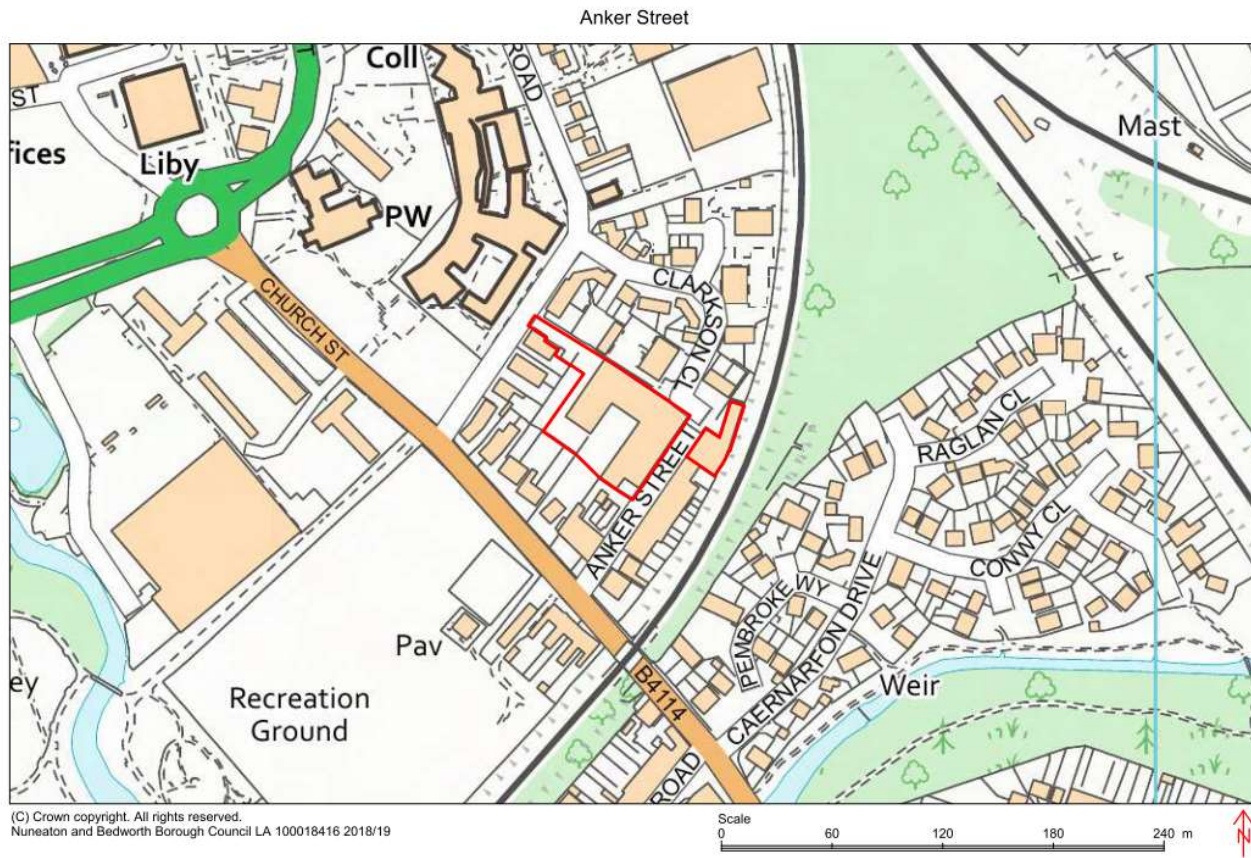 Anker Street
Coll
ROAD
ST
Mast
fices
Liby
PW
CLARKSON CL
CHURCH ST
RAGLAN CL
ANKER STREET
CONWY CL
PEMBROKE WY
CAERNARFON DRIVE
Pav
ey
B4114
Weir
Recreation
Ground
ROAD
(C) Crown copyright. All rights reserved.
Nuneaton and Bedworth Borough Council LA 100018416 2018/19
Scale
0 60 120 180 240 m
N